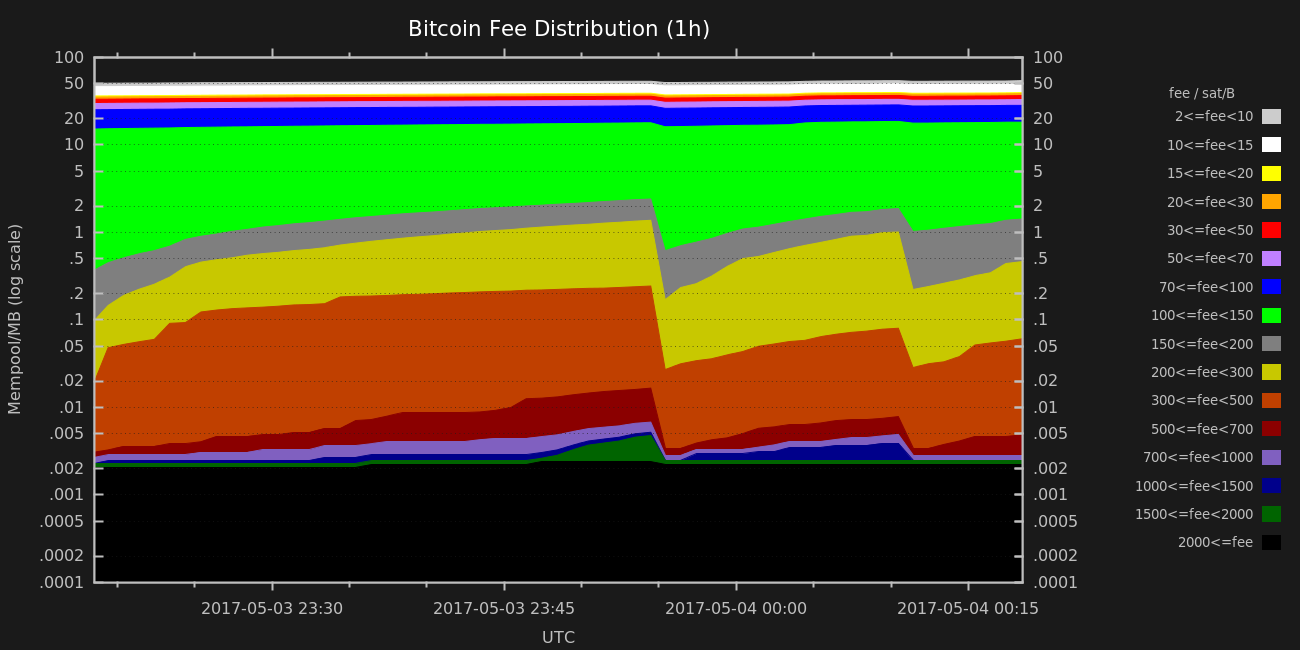 Bitcoin Fee Distribution (1h)
100
50
20
10
5
2
1
.5
.2
.1
.05
.02
.01
.005
.002
.001
.0005
.0002
.0001
Mempool/MB (log scale)
100
50
20
10
5
2
1
.5
.2
.1
.05
.02
.01
.005
.002
.001
.0005
.0002
.0001
2017-05-03 23:30
2017-05-03 23:45
2017-05-04 00:00
2017-05-04 00:15
UTC
fee / sat/B
2<=fee<10
10<=fee<15
15<=fee<20
20<=fee<30
30<=fee<50
50<=fee<70
70<=fee<100
100<=fee<150
150<=fee<200
200<=fee<300
300<=fee<500
500<=fee<700
700<=fee<1000
1000<=fee<1500
1500<=fee<2000
2000<=fee